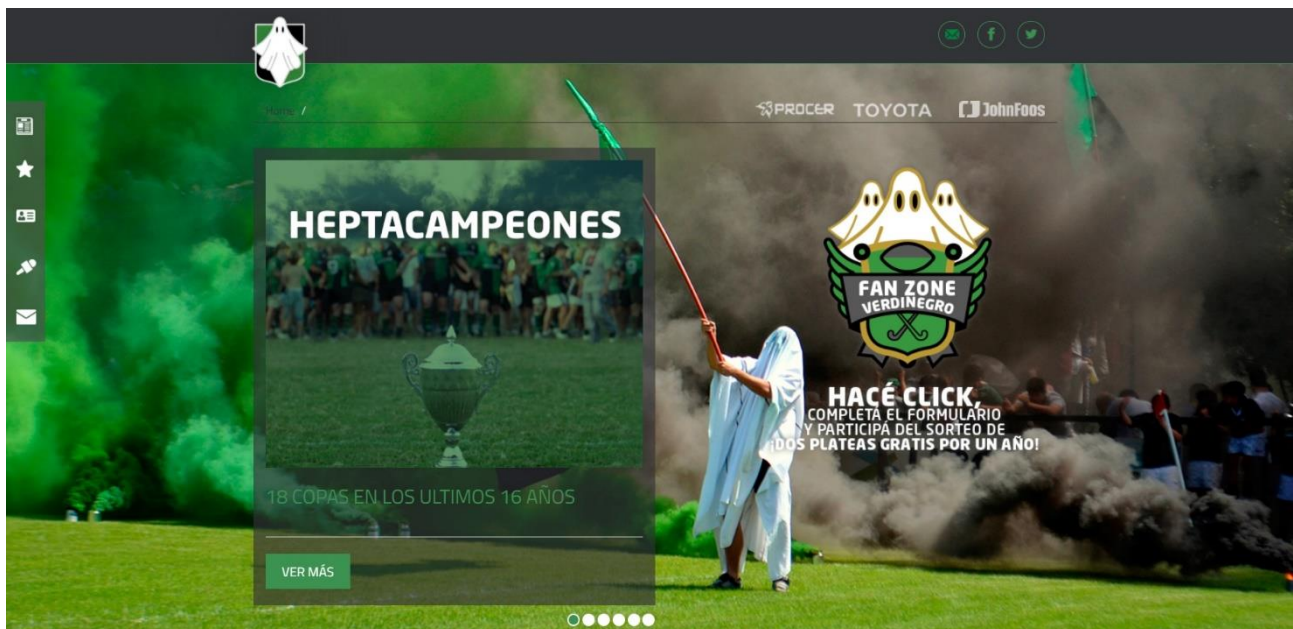 Home /
PROCER TOYOTA JohnFoos
HEPTACAMPEONES
FAN ZONE
VERDINEGRO
HACÉ CLICK,
COMPLETÁ EL FORMULARIO
Y PARTICIPÁ DEL SORTEO DE
¡DOS PLATEAS GRATIS POR UN AÑO!
18 COPAS EN LOS ULTIMOS 16 AÑOS
VER MÁS